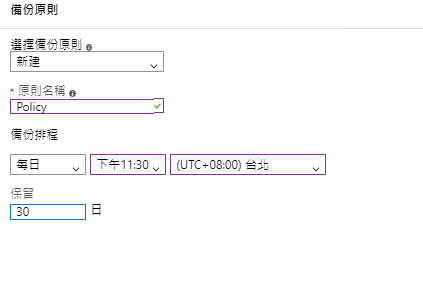 備份原則
選擇備份原則
新建
* 原則名稱
Policy
備份排程
每日 下午11:30 (UTC+08:00) 台北
保留
30 日